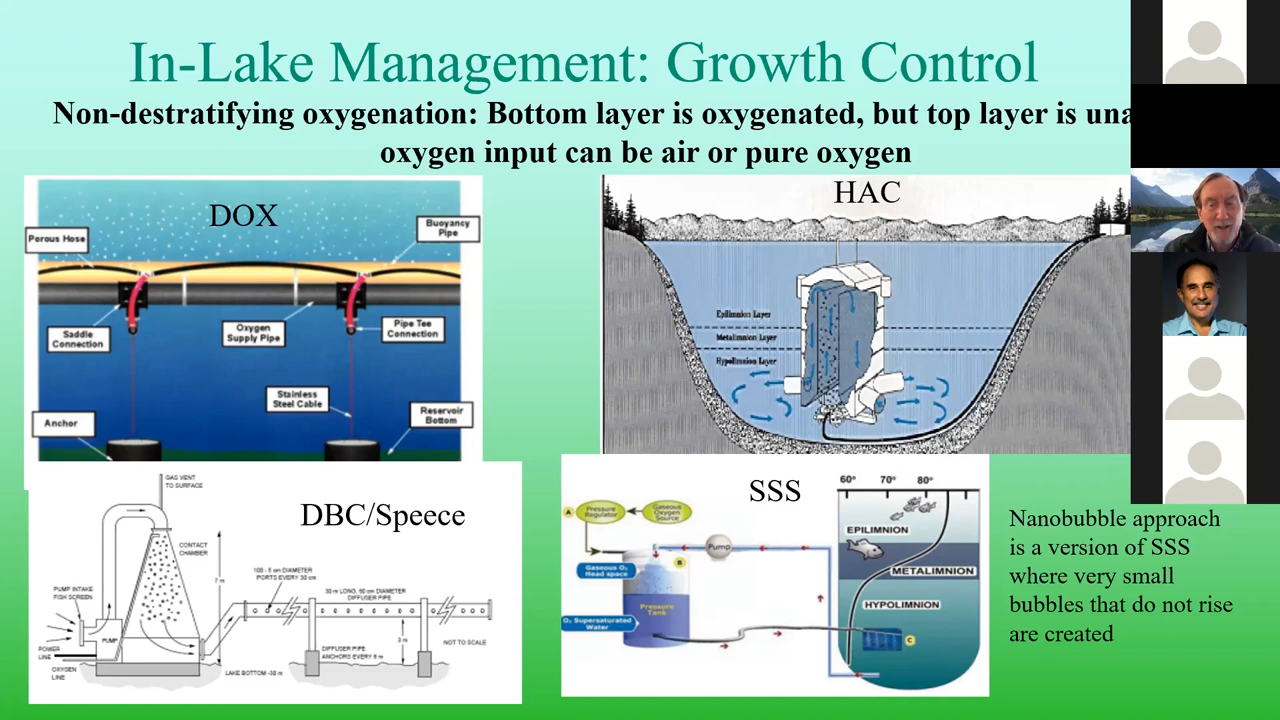 In-Lake Management: Growth Control
Non-destratifying oxygenation: Bottom layer is oxygenated, but top layer is una
oxygen input can be air or pure oxygen
DOX
Porous Hose
Buoyancy
Pipe
Saddle
Connection
Oxygen
Supply Pipe
Pipe Tee
Connection
Stainless
Steel Cable
Anchor
Reservoir
Bottom
HAC
Epilimnion Layer
Metalimnion Layer
Hypolimnion Layer
DBC/Speece
GAS VENT
TO SURFACE
CONTACT
CHAMBER
7 m
100 - 5 cm DIAMETER
PORTS EVERY 30 cm
30 m LONG, 60 cm DIAMETER
DIFFUSER PIPE
PUMP INTAKE
FISH SCREEN
PUMP
POWER
LINE
OXYGEN
LINE
3 m
NOT TO SCALE
DIFFUSER PIPE
ANCHORS EVERY 6 m
LAKE BOTTOM -30 m
SSS
A
Pressure
Regulator
Gaseous
Oxygen
Source
Pump
Gaseous O2
Head space
B
Pressure
Tank
O2 Supersaturated
Water
60° 70° 80°
EPILIMNION
METALIMNION
HYPOLIMNION
C
Nanobubble approach
is a version of SSS
where very small
bubbles that do not rise
are created